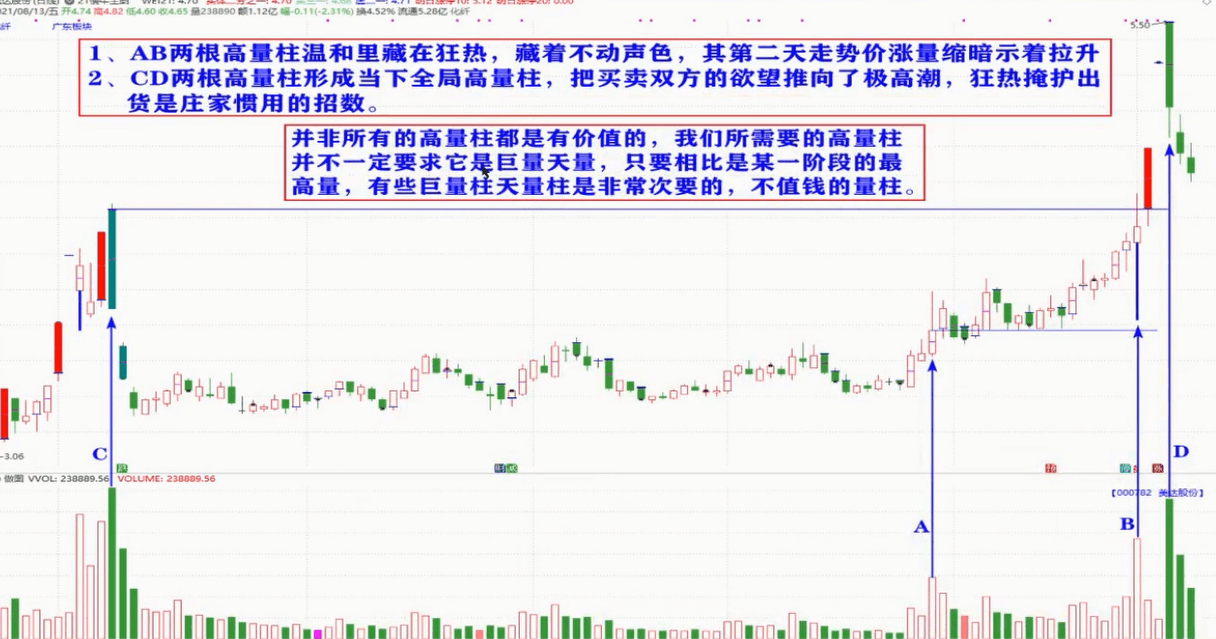 开4.74 高4.82 低4.60 收4.65 量238890 额1.12亿 幅-0.11(-2.31%) 换4.52% 流通5.28亿 化纤
广东板块
5.50
1、AB两根高量柱温和里藏在狂热，藏着不动声色，其第二天走势价涨量缩暗示着拉升
2、CD两根高量柱形成当下全局高量柱，把买卖双方的欲望推向了极高潮，狂热掩护出
货是庄家惯用的招数。
并非所有的高量柱都是有价值的，我们所需要的高量柱
并不一定要求它是巨量天量，只要相比是某一阶段的最
高量，有些巨量柱天量柱是非常次要的，不值钱的量柱。
C
D
3.06
做图 VVOL: 238889.56 VOLUME: 238889.56
【000782 美达股份】
A
B